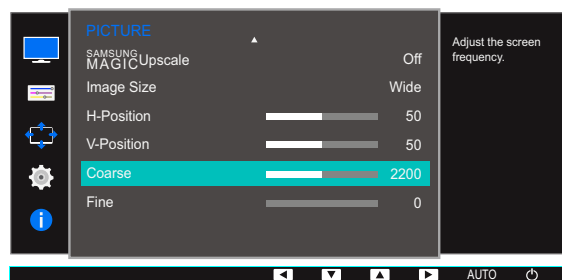 PICTURE
SAMSUNG
MAGIC Upscale Off
Image Size Wide
H-Position 50
V-Position 50
Coarse 2200
Fine 0
Adjust the screen
frequency.
AUTO